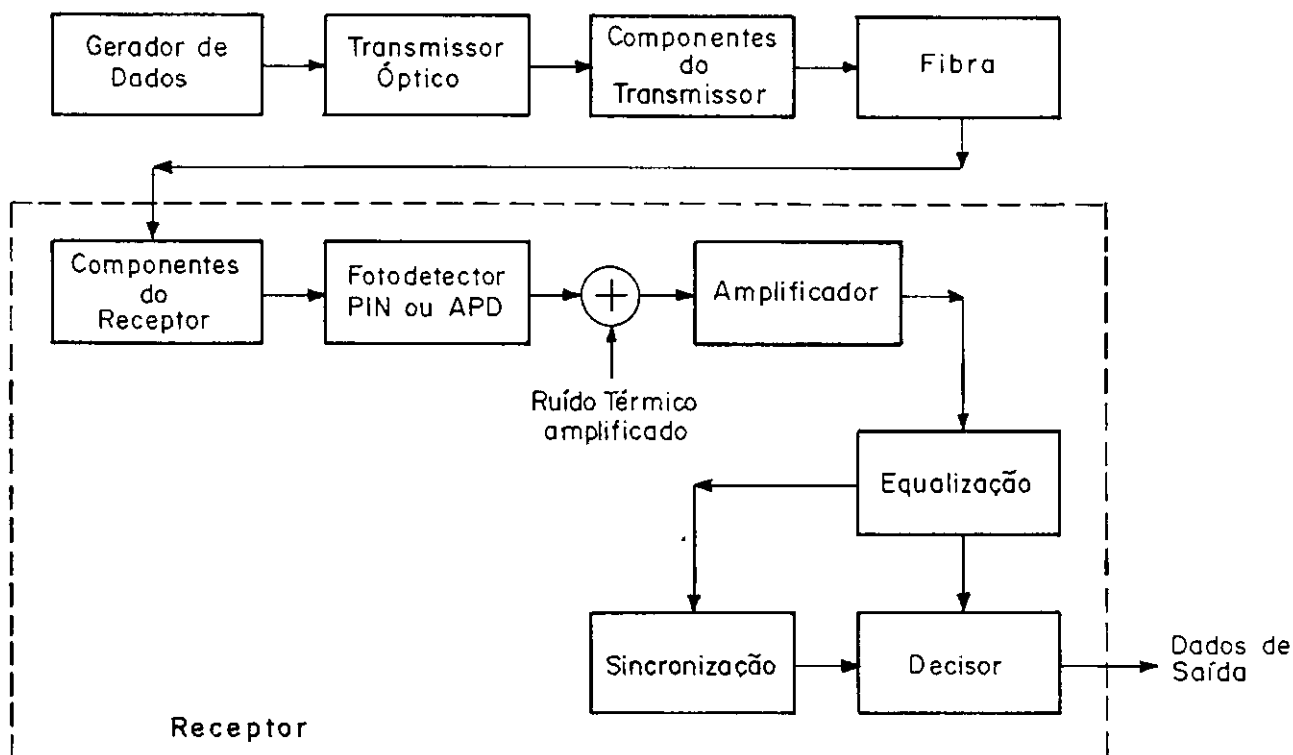 Gerador de
Dados
Transmissor
Óptico
Componentes
do
Transmissor
Fibra
Componentes
do
Receptor
Fotodetector
PIN ou APD
Amplificador
Ruído Térmico
amplificado
Equalização
Sincronização
Decisor
Dados de
Saída
Receptor